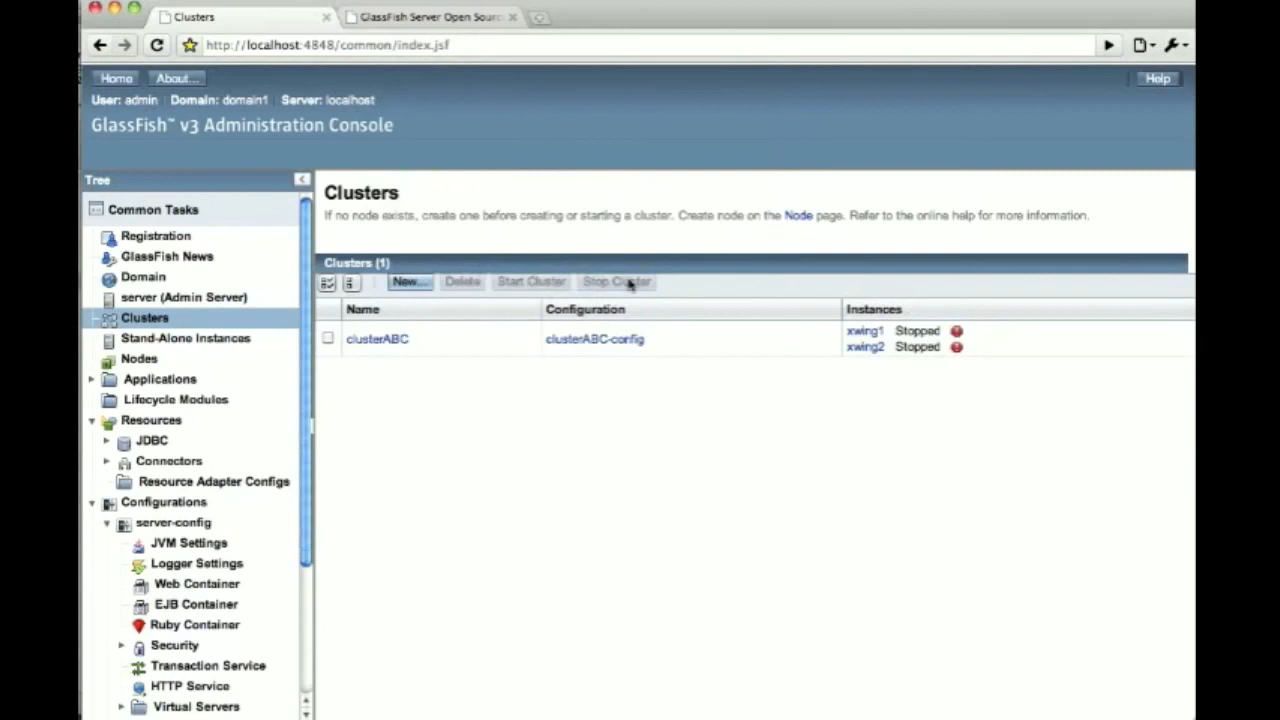 Clusters
GlassFish Server Open Sourc
http://localhost:4848/common/index.jsf
Home About... Help
User: admin Domain: domain1 Server: localhost
GlassFish™ v3 Administration Console
Tree
Common Tasks
Registration
GlassFish News
Domain
server (Admin Server)
Clusters
Stand-Alone Instances
Nodes
Applications
Lifecycle Modules
Resources
JDBC
Connectors
Resource Adapter Configs
Configurations
server-config
JVM Settings
Logger Settings
Web Container
EJB Container
Ruby Container
Security
Transaction Service
HTTP Service
Virtual Servers
Clusters
If no node exists, create one before creating or starting a cluster. Create node on the Node page. Refer to the online help for more information.
Clusters (1)
New... Delete Start Cluster Stop Cluster
Name Configuration Instances
clusterABC clusterABC-config xwing1 Stopped
xwing2 Stopped